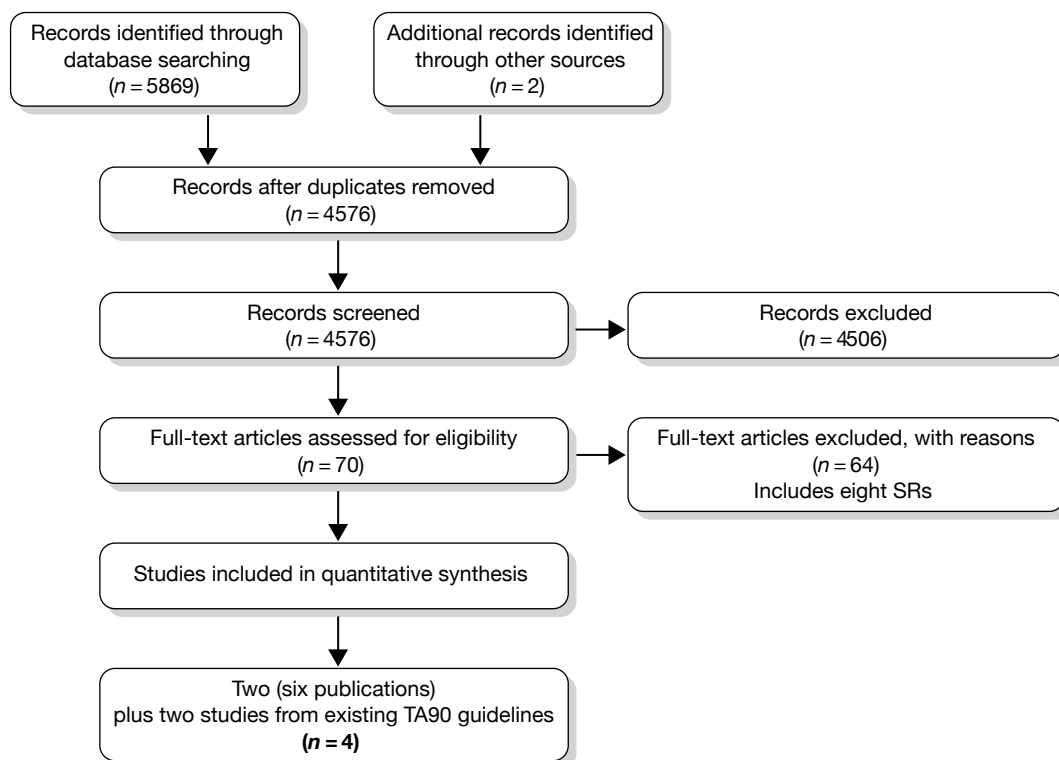 Records identified through
database searching
(n = 5869)
Additional records identified
through other sources
(n = 2)
Records after duplicates removed
(n = 4576)
Records screened
(n = 4576)
Records excluded
(n = 4506)
Full-text articles assessed for eligibility
(n = 70)
Full-text articles excluded, with reasons
(n = 64)
Includes eight SRs
Studies included in quantitative synthesis
Two (six publications)
plus two studies from existing TA90 guidelines
(n = 4)